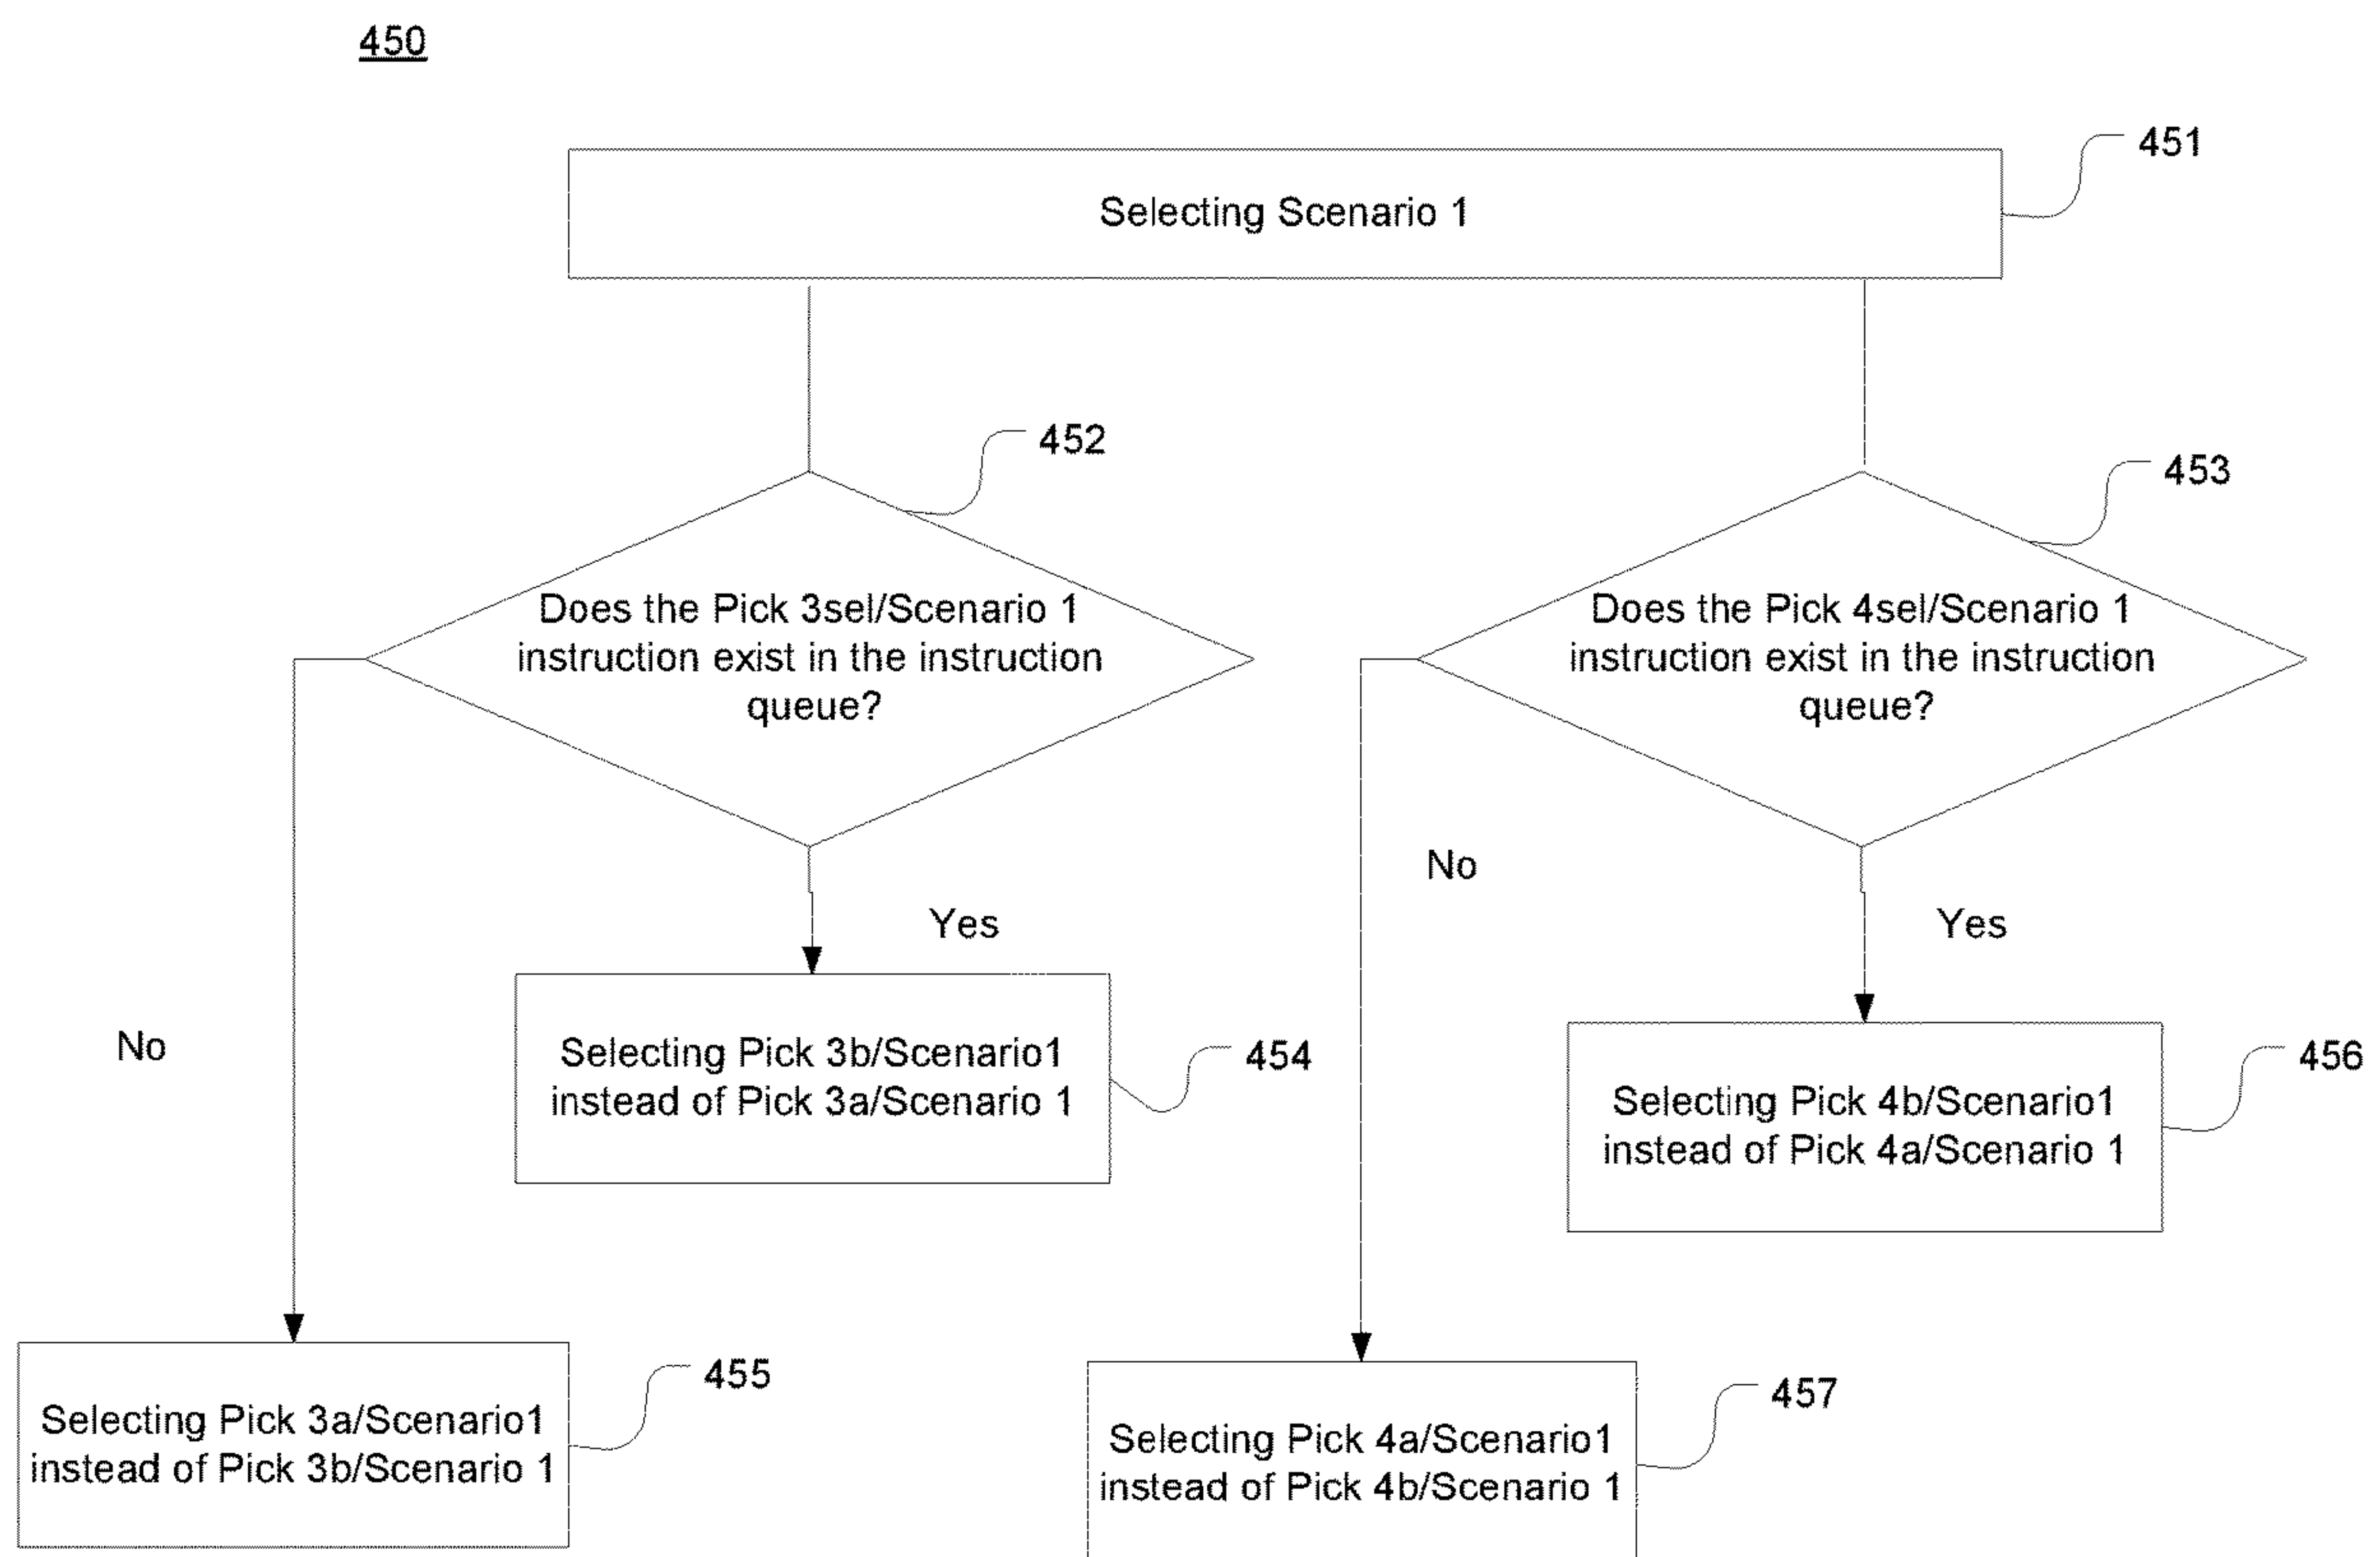 450
451
Selecting Scenario 1
452
453
Does the Pick 3sel/Scenario 1
instruction exist in the instruction
queue?
Does the Pick 4sel/Scenario 1
instruction exist in the instruction
queue?
No
Yes
Yes
No
Selecting Pick 3b/Scenario1
instead of Pick 3a/Scenario 1
454
Selecting Pick 4b/Scenario1
instead of Pick 4a/Scenario 1
456
Selecting Pick 3a/Scenario1
instead of Pick 3b/Scenario 1
455
Selecting Pick 4a/Scenario1
instead of Pick 4b/Scenario 1
457